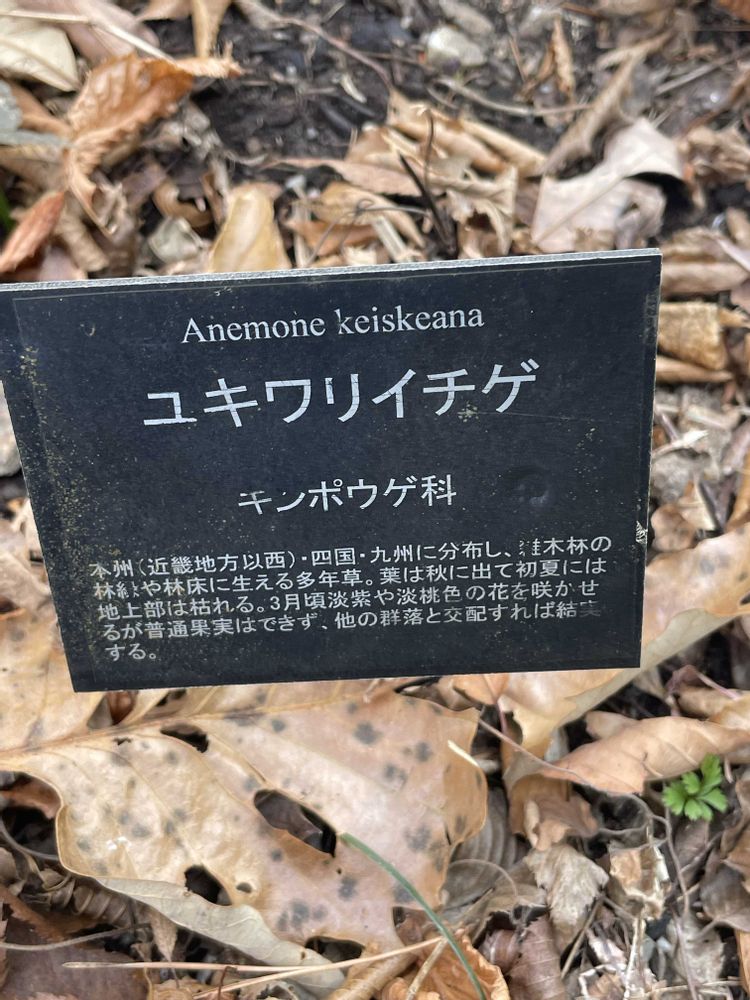 Anemone keiskeana
ユキワリイチゲ
キンポウゲ科
本州(近畿地方以西)・四国・九州に分布し、雑木林の
林縁や林床に生える多年草。葉は秋に出て初夏には
地上部は枯れる。3月頃淡紫や淡桃色の花を咲かせ
るが普通果実はできず、他の群落と交配すれば結実
する。